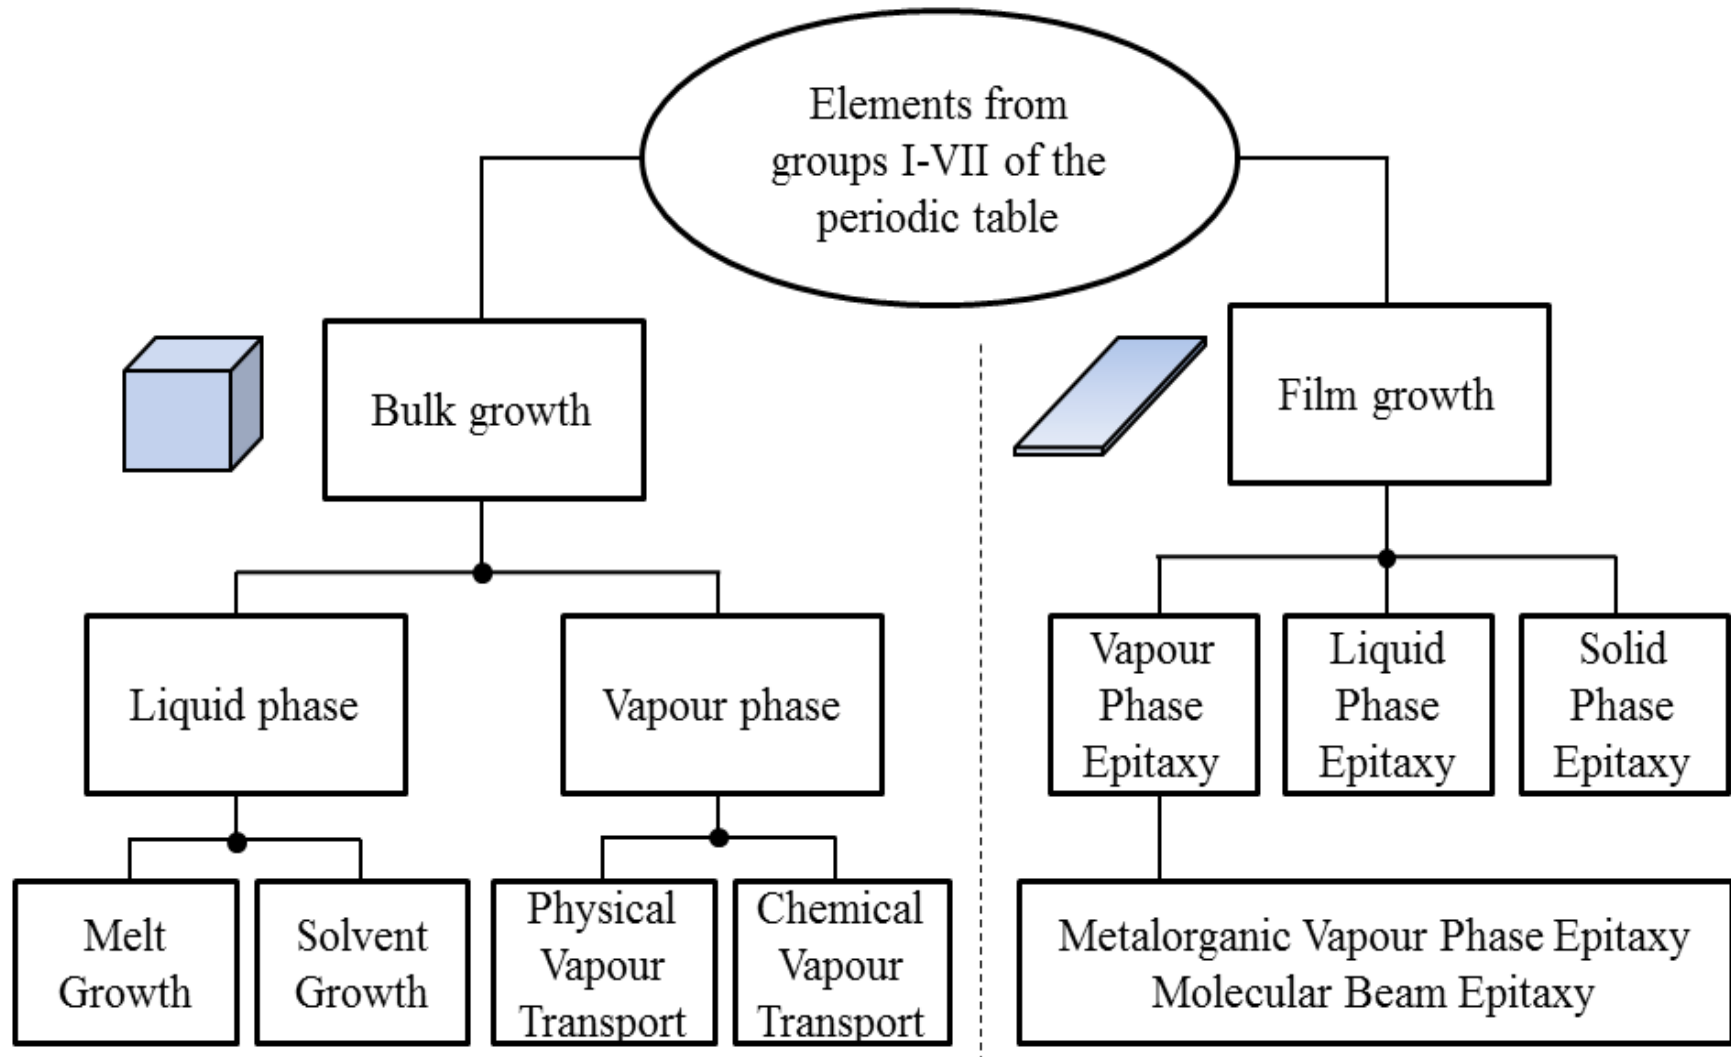 Elements from
groups I-VII of the
periodic table
Bulk growth
Film growth
Liquid phase
Vapour phase
Vapour
Phase
Epitaxy
Liquid
Phase
Epitaxy
Solid
Phase
Epitaxy
Melt
Growth
Solvent
Growth
Physical
Vapour
Transport
Chemical
Vapour
Transport
Metalorganic Vapour Phase Epitaxy
Molecular Beam Epitaxy